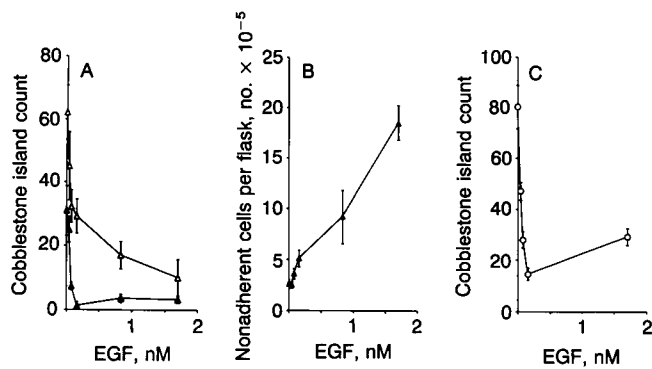 A
Cobblestone island count
80
60
40
20
0
0
1
2
EGF, nM
B
Nonadherent cells per flask, no. × 10⁻⁵
25
20
15
10
5
0
0
1
2
EGF, nM
C
Cobblestone island count
100
80
60
40
20
0
0
1
2
EGF, nM